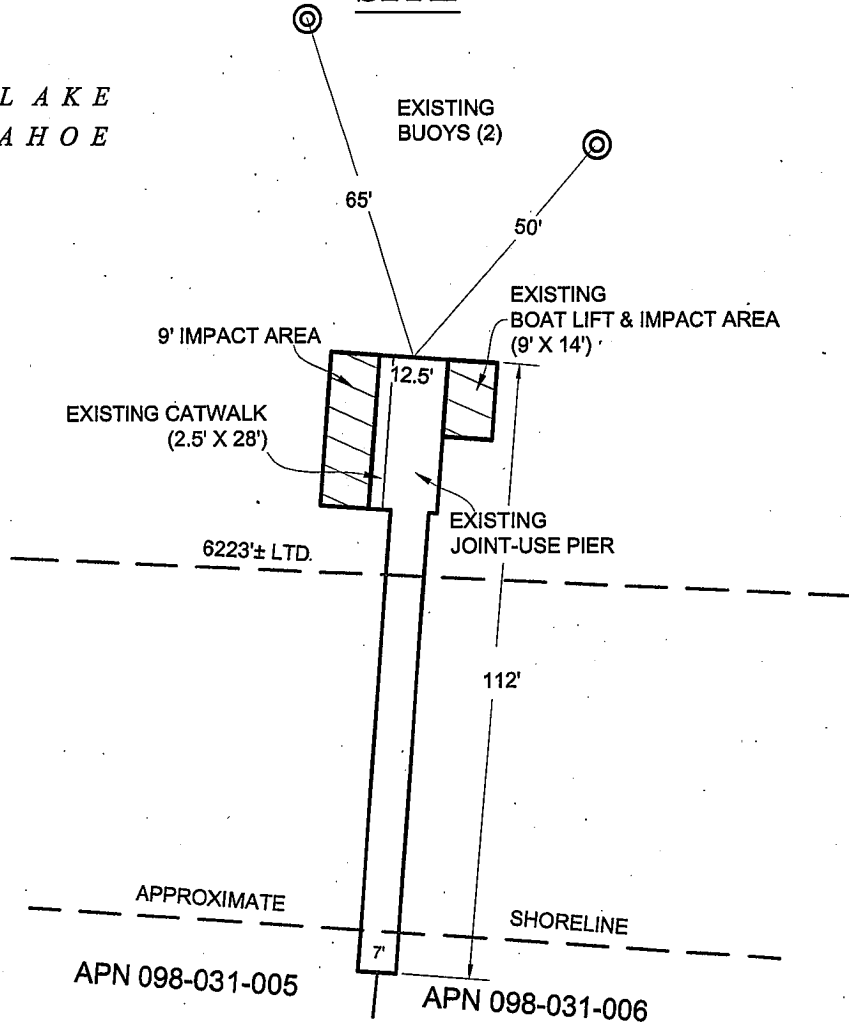 LAKE
AHOE
EXISTING
BUOYS (2)
65'
50'
EXISTING
BOAT LIFT & IMPACT AREA
(9' X 14')
9' IMPACT AREA
12.5'
EXISTING CATWALK
(2.5' X 28')
EXISTING
JOINT-USE PIER
6223'± LTD.
112'
APPROXIMATE
SHORELINE
7'
APN 098-031-005
APN 098-031-006